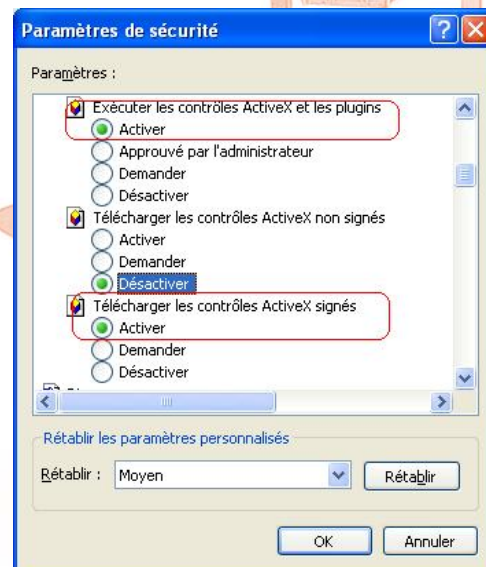 Paramètres de sécurité
Paramètres :
Exécuter les contrôles ActiveX et les plugins
Activer
Approuvé par l'administrateur
Demander
Désactiver
Télécharger les contrôles ActiveX non signés
Activer
Demander
Désactiver
Télécharger les contrôles ActiveX signés
Activer
Demander
Désactiver
Rétablir les paramètres personnalisés
Rétablir : Moyen Rétablir
OK Annuler